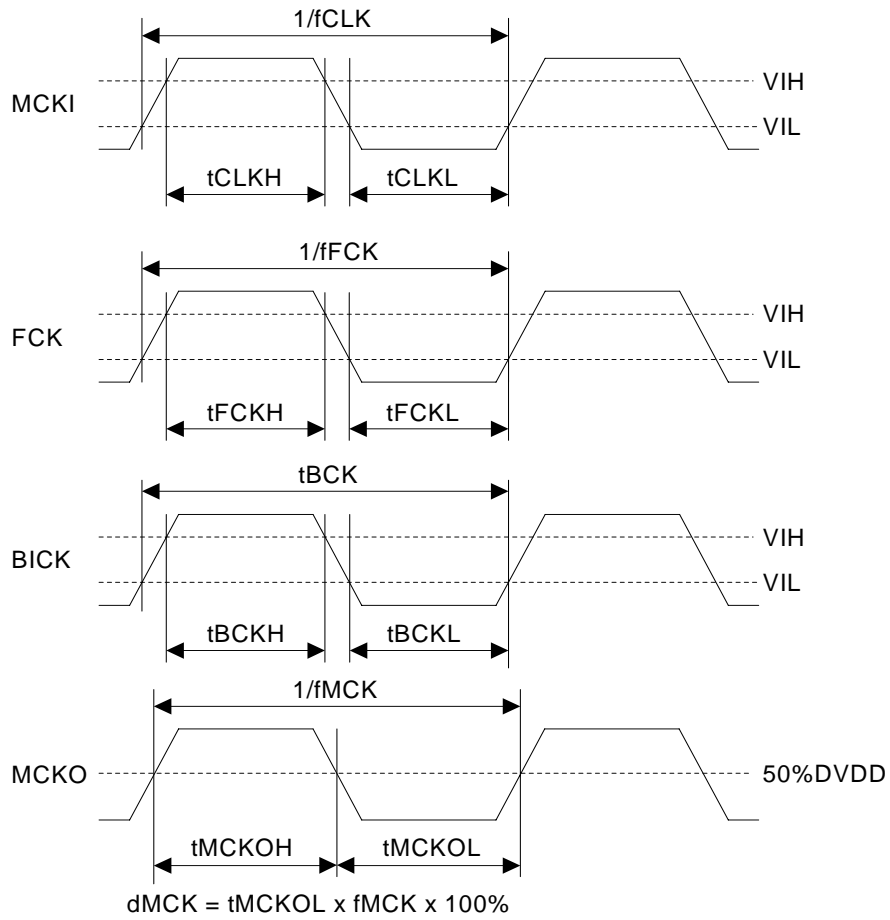 1/fCLK
MCKI
VIH
VIL
tCLKH
tCLKL
1/fFCK
FCK
VIH
VIL
tFCKH
tFCKL
tBCK
BICK
VIH
VIL
tBCKH
tBCKL
1/fMCK
MCKO
50%DVDD
tMCKOH
tMCKOL
dMCK = tMCKOL x fMCK x 100%